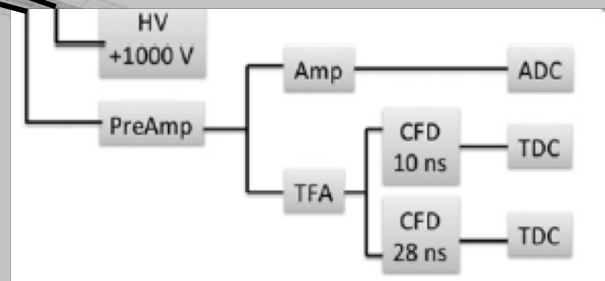 HV
+1000 V
Amp
ADC
PreAmp
CFD
10 ns
TDC
TFA
CFD
28 ns
TDC